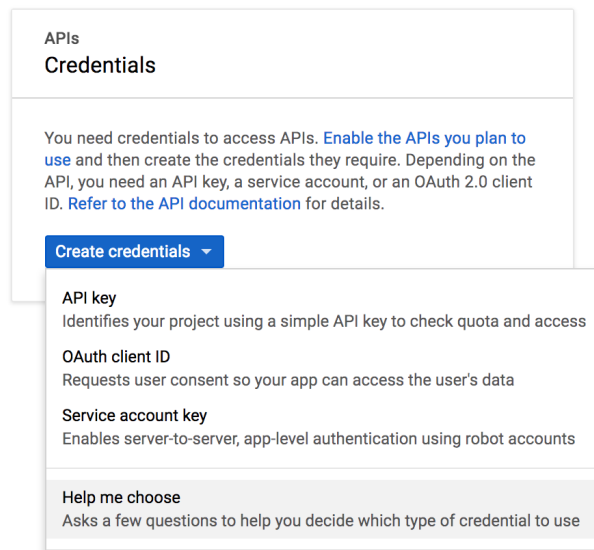 APIs
Credentials
You need credentials to access APIs. Enable the APIs you plan to
use and then create the credentials they require. Depending on the
API, you need an API key, a service account, or an OAuth 2.0 client
ID. Refer to the API documentation for details.
Create credentials
API key
Identifies your project using a simple API key to check quota and access
OAuth client ID
Requests user consent so your app can access the user's data
Service account key
Enables server-to-server, app-level authentication using robot accounts
Help me choose
Asks a few questions to help you decide which type of credential to use